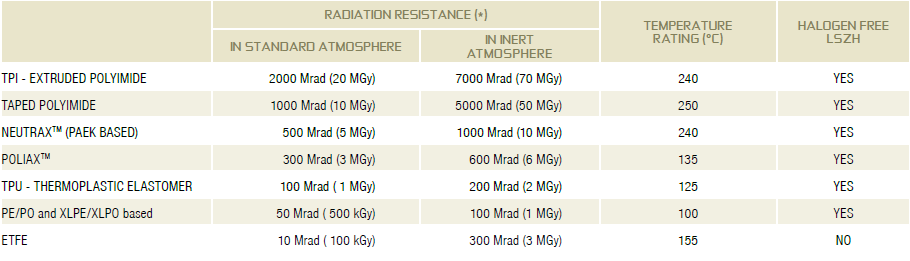 RADIATION RESISTANCE (*)
TEMPERATURE RATING (°C)
HALOGEN FREE LSZH
IN STANDARD ATMOSPHERE
IN INERT ATMOSPHERE
TPI - EXTRUDED POLYIMIDE 2000 Mrad (20 MGy) 7000 Mrad (70 MGy) 240 YES
TAPED POLYIMIDE 1000 Mrad (10 MGy) 5000 Mrad (50 MGy) 250 YES
NEUTRAX™ (PAEK BASED) 500 Mrad (5 MGy) 1000 Mrad (10 MGy) 240 YES
POLIAX™ 300 Mrad (3 MGy) 600 Mrad (6 MGy) 135 YES
TPU - THERMOPLASTIC ELASTOMER 100 Mrad ( 1 MGy) 200 Mrad (2 MGy) 125 YES
PE/PO and XLPE/XLPO based 50 Mrad ( 500 kGy) 100 Mrad (1 MGy) 100 YES
ETFE 10 Mrad ( 100 kGy) 300 Mrad (3 MGy) 155 NO